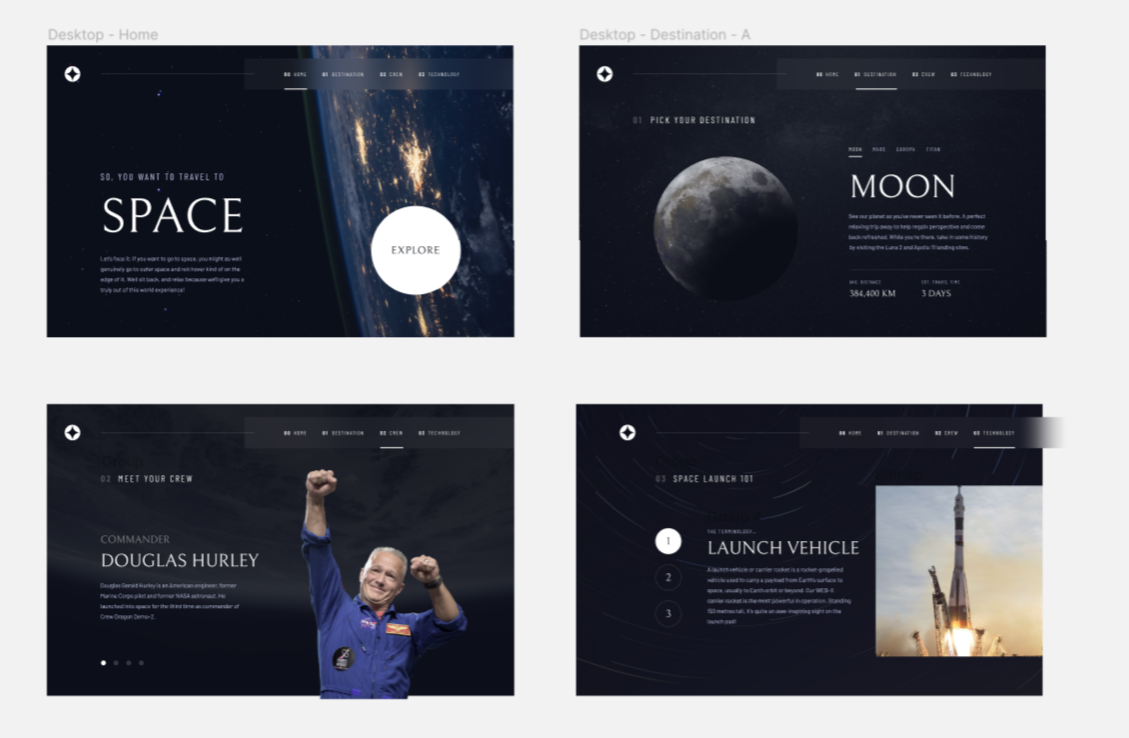 Desktop - Home
00 HOME 01 DESTINATION 02 CREW 03 TECHNOLOGY
SO, YOU WANT TO TRAVEL TO
SPACE
Let's face it; if you want to go to space, you might as well
genuinely go to outer space and not hover kind of on the
edge of it. Well sit back, and relax because we'll give you a
truly out of this world experience!
EXPLORE
Desktop - Destination - A
00 HOME 01 DESTINATION 02 CREW 03 TECHNOLOGY
01 PICK YOUR DESTINATION
MOON MARS EUROPA TITAN
MOON
See our planet as you've never seen it before. A perfect
relaxing trip away to help regain perspective and come
back refreshed. While you're there, take in some history
by visiting the Luna 2 and Apollo 11 landing sites.
AVG. DISTANCE EST. TRAVEL TIME
384,400 KM 3 DAYS
00 HOME 01 DESTINATION 02 CREW 03 TECHNOLOGY
02 MEET YOUR CREW
COMMANDER
DOUGLAS HURLEY
Douglas Gerald Hurley is an American engineer, former
Marine Corps pilot and former NASA astronaut. He
launched into space for the third time as commander of
Crew Dragon Demo-2.
00 HOME 01 DESTINATION 02 CREW 03 TECHNOLOGY
03 SPACE LAUNCH 101
1
2
3
THE TERMINOLOGY...
LAUNCH VEHICLE
A launch vehicle or carrier rocket is a rocket-propelled
vehicle used to carry a payload from Earth's surface to
space, usually to Earth orbit or beyond. Our WEB-X
carrier rocket is the most powerful in operation. Standing
150 metres tall, it's quite an awe-inspiring sight on the
launch pad!